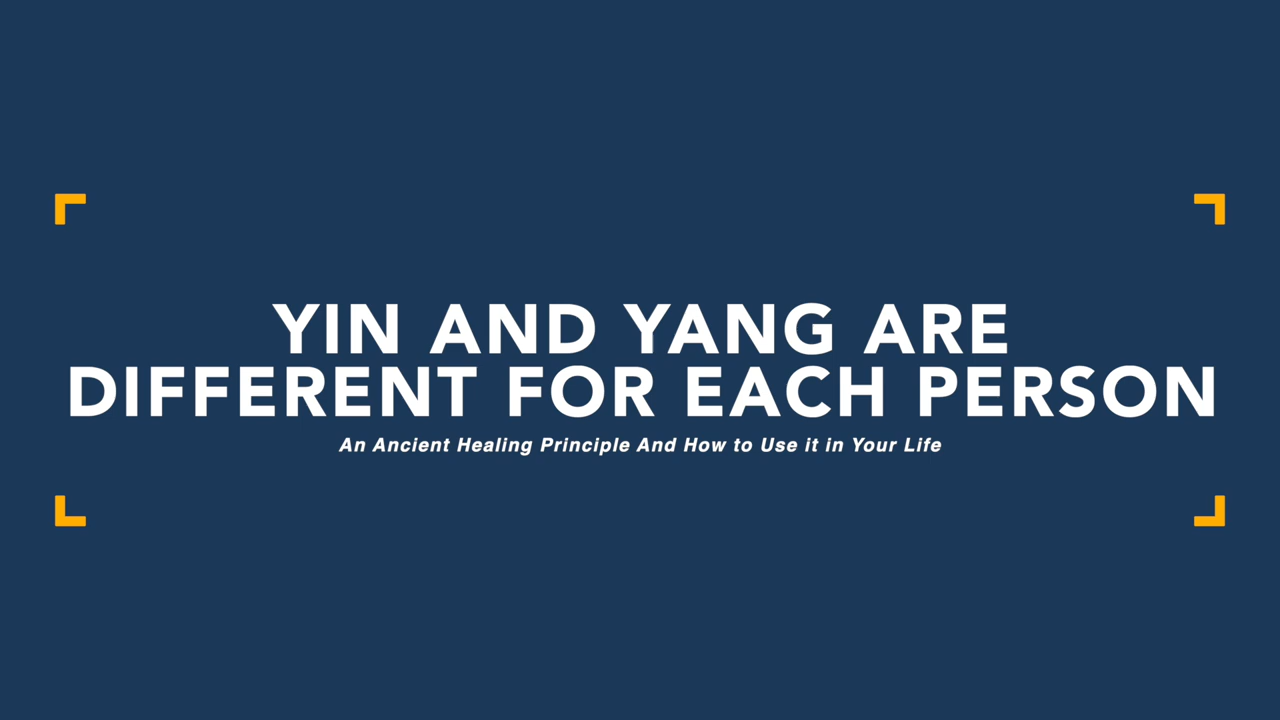 YIN AND YANG ARE
DIFFERENT FOR EACH PERSON
An Ancient Healing Principle And How to Use it in Your Life